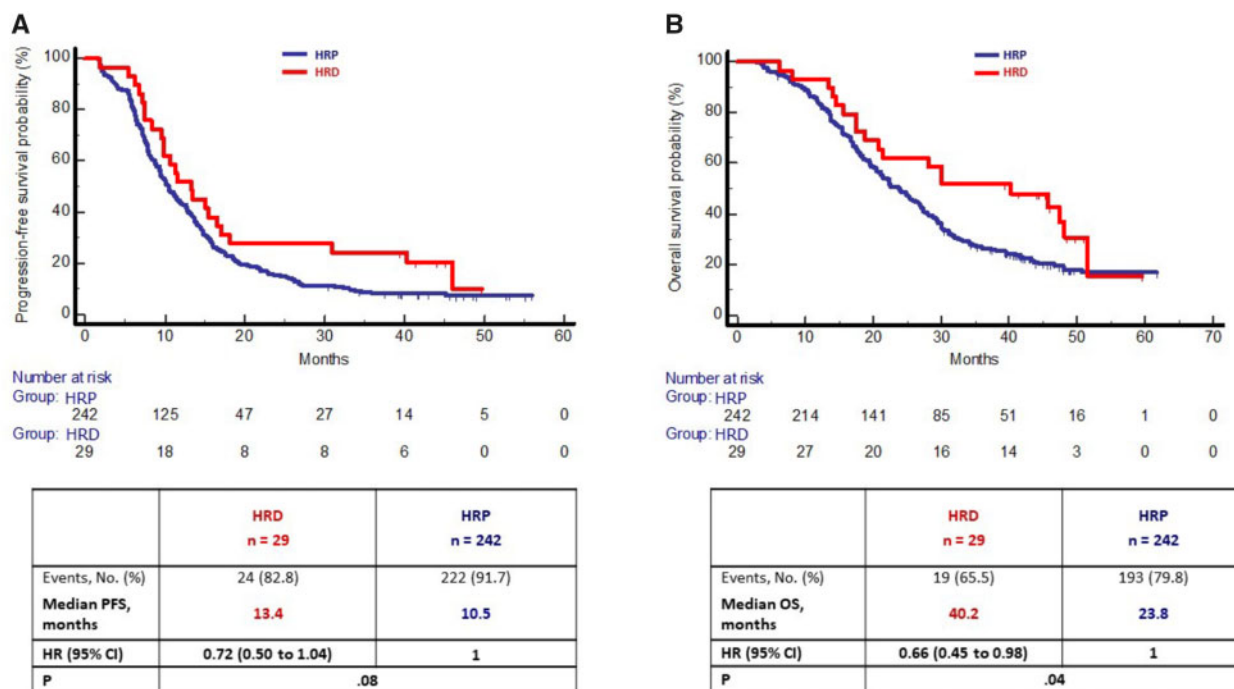 A
Progression-free survival probability (%)
100
80
60
40
20
0
HRP
HRD
0 10 20 30 40 50 60
Months
Number at risk
Group: HRP
242 125 47 27 14 5 0
Group: HRD
29 18 8 8 6 0 0
HRD
n = 29
HRP
n = 242
Events, No. (%) 24 (82.8) 222 (91.7)
Median PFS,
months
13.4 10.5
HR (95% CI) 0.72 (0.50 to 1.04) 1
P .08
B
Overall survival probability (%)
100
80
60
40
20
0
HRP
HRD
0 10 20 30 40 50 60 70
Months
Number at risk
Group: HRP
242 214 141 85 51 16 1 0
Group: HRD
29 27 20 16 14 3 0 0
HRD
n = 29
HRP
n = 242
Events, No. (%) 19 (65.5) 193 (79.8)
Median OS,
months
40.2 23.8
HR (95% CI) 0.66 (0.45 to 0.98) 1
P .04